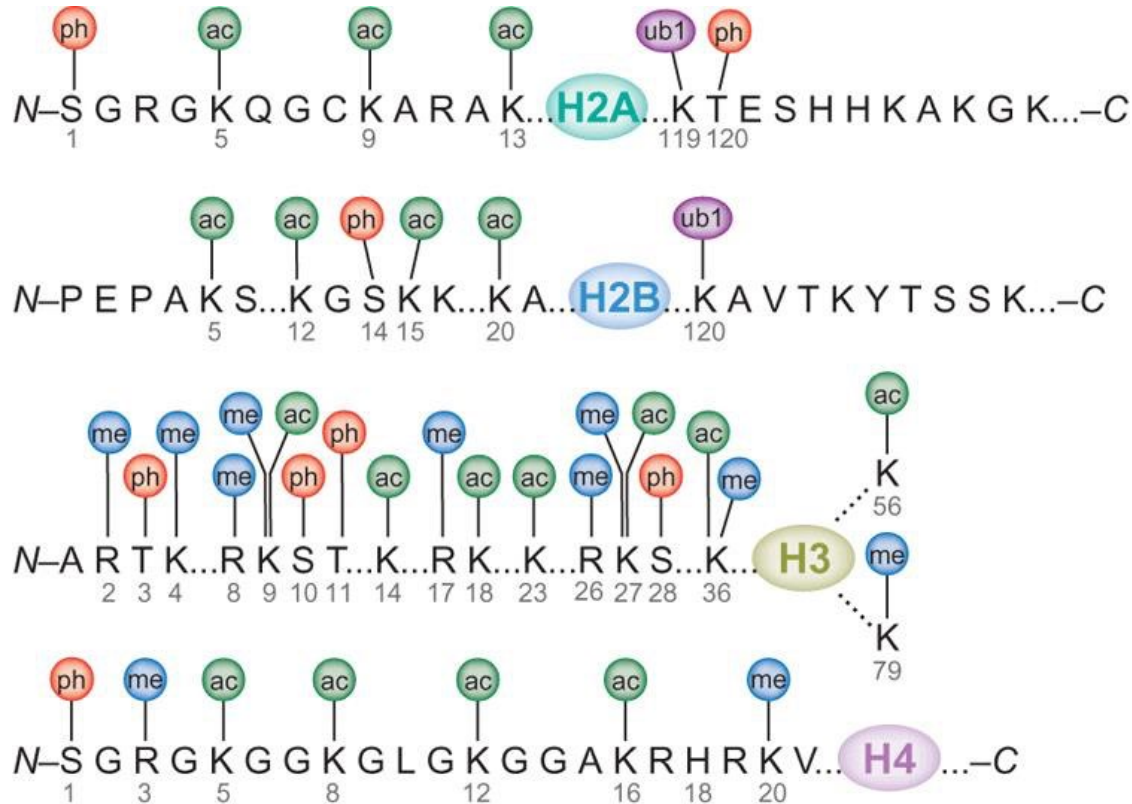 ph ac ac ac ub1 ph
N–S G R G K Q G C K A R A K...H2A...K T E S H H K A K G K...–C
1 5 9 13 119 120
ac ac ph ac ac ub1
N–P E P A K S...K G S K K...K A...H2B...K A V T K Y T S S K...–C
5 12 14 15 20 120
ac
me ac me ac
me me ph me ac
ph me ph ac ac ac me ph me
K
56
N–A R T K...R K S T...K...R K...K...R K S...K...H3
me
2 3 4 8 9 10 11 14 17 18 23 26 27 28 36
K
79
ph me ac ac ac ac me
N–S G R G K G G K G L G K G G A K R H R K V...H4...–C
1 3 5 8 12 16 18 20